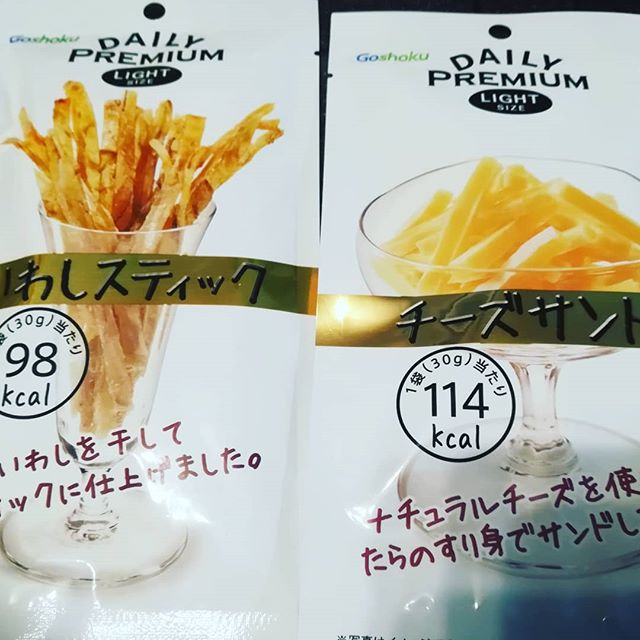 Goshoku
DAILY
PREMIUM
LIGHT
SIZE
いわしスティック
袋(30g)当たり
98
kcal
いわしを干して
ィックに仕上げました。
Goshoku
DAILY
PREMIUM
LIGHT
SIZE
チーズサンド
1袋(30g)当たり
114
kcal
ナチュラルチーズを使
たらのすり身でサンドし